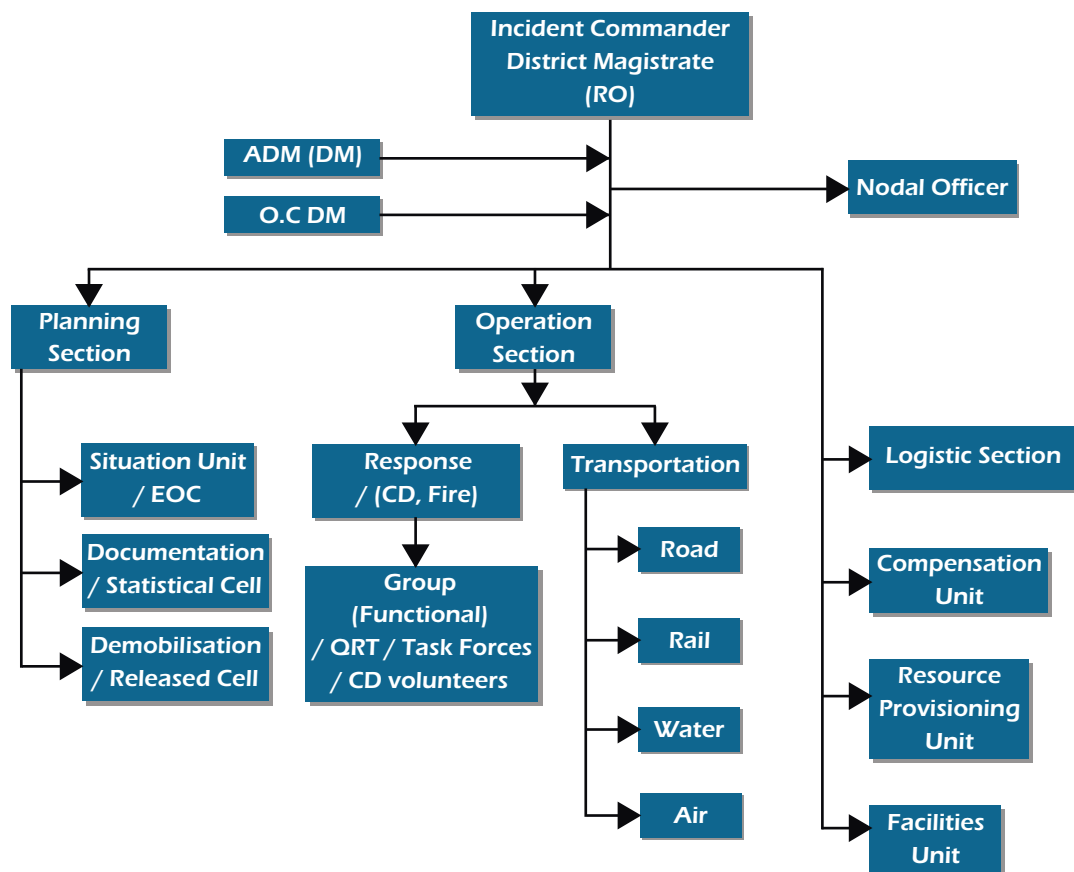 Incident Commander
District Magistrate
(RO)
ADM (DM)
Nodal Officer
O.C DM
Planning
Section
Operation
Section
Situation Unit
/ EOC
Documentation
/ Statistical Cell
Demobilisation
/ Released Cell
Response
/ (CD, Fire)
Group
(Functional)
/ QRT / Task Forces
/ CD volunteers
Transportation
Road
Rail
Water
Air
Logistic Section
Compensation
Unit
Resource
Provisioning
Unit
Facilities
Unit